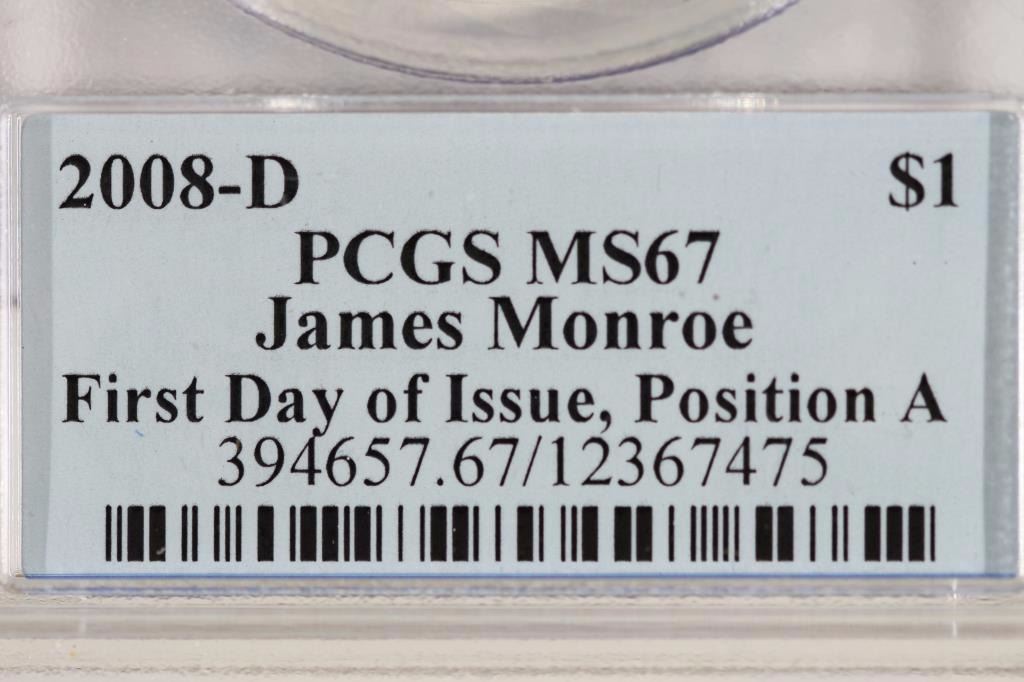 2008-D $1
PCGS MS67
James Monroe
First Day of Issue, Position A
394657.67/12367475